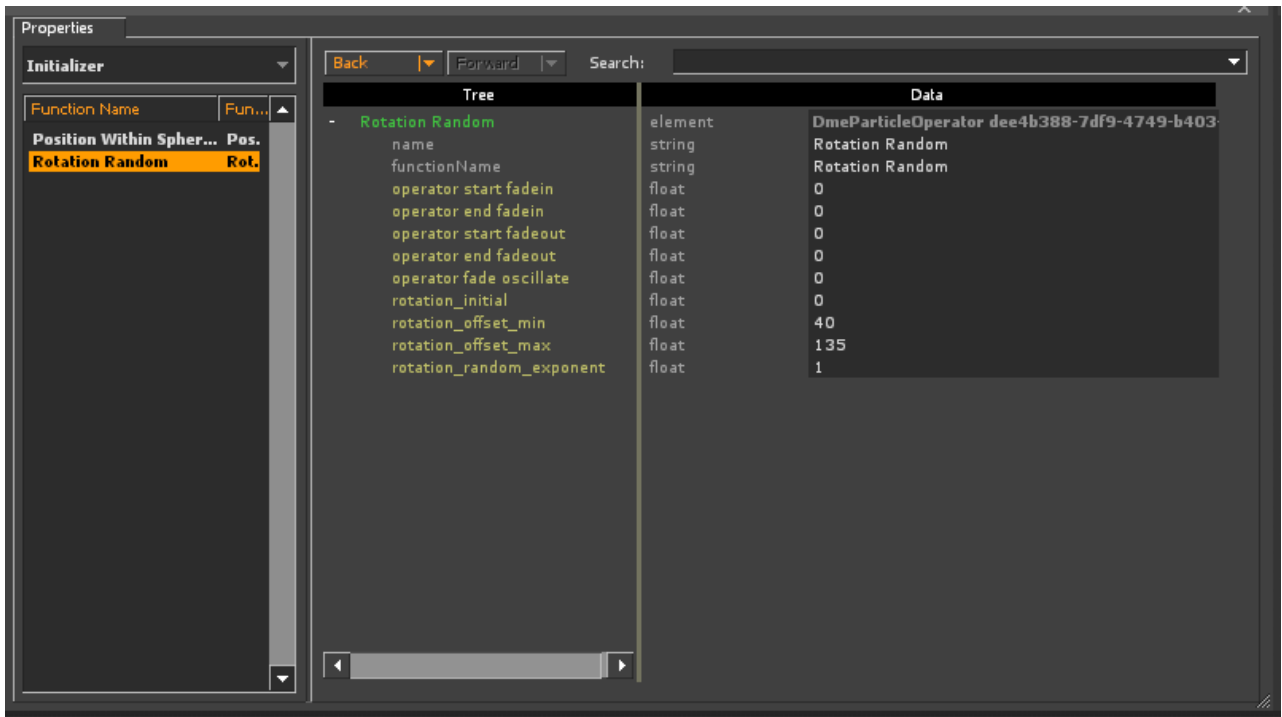 Properties
Initializer
Back Forward Search:
Function Name Fun...
Position Within Spher... Pos.
Rotation Random Rot.
Tree Data
- Rotation Random element DmeParticleOperator dee4b388-7df9-4749-b403-
name string Rotation Random
functionName string Rotation Random
operator start fadein float 0
operator end fadein float 0
operator start fadeout float 0
operator end fadeout float 0
operator fade oscillate float 0
rotation_initial float 0
rotation_offset_min float 40
rotation_offset_max float 135
rotation_random_exponent float 1